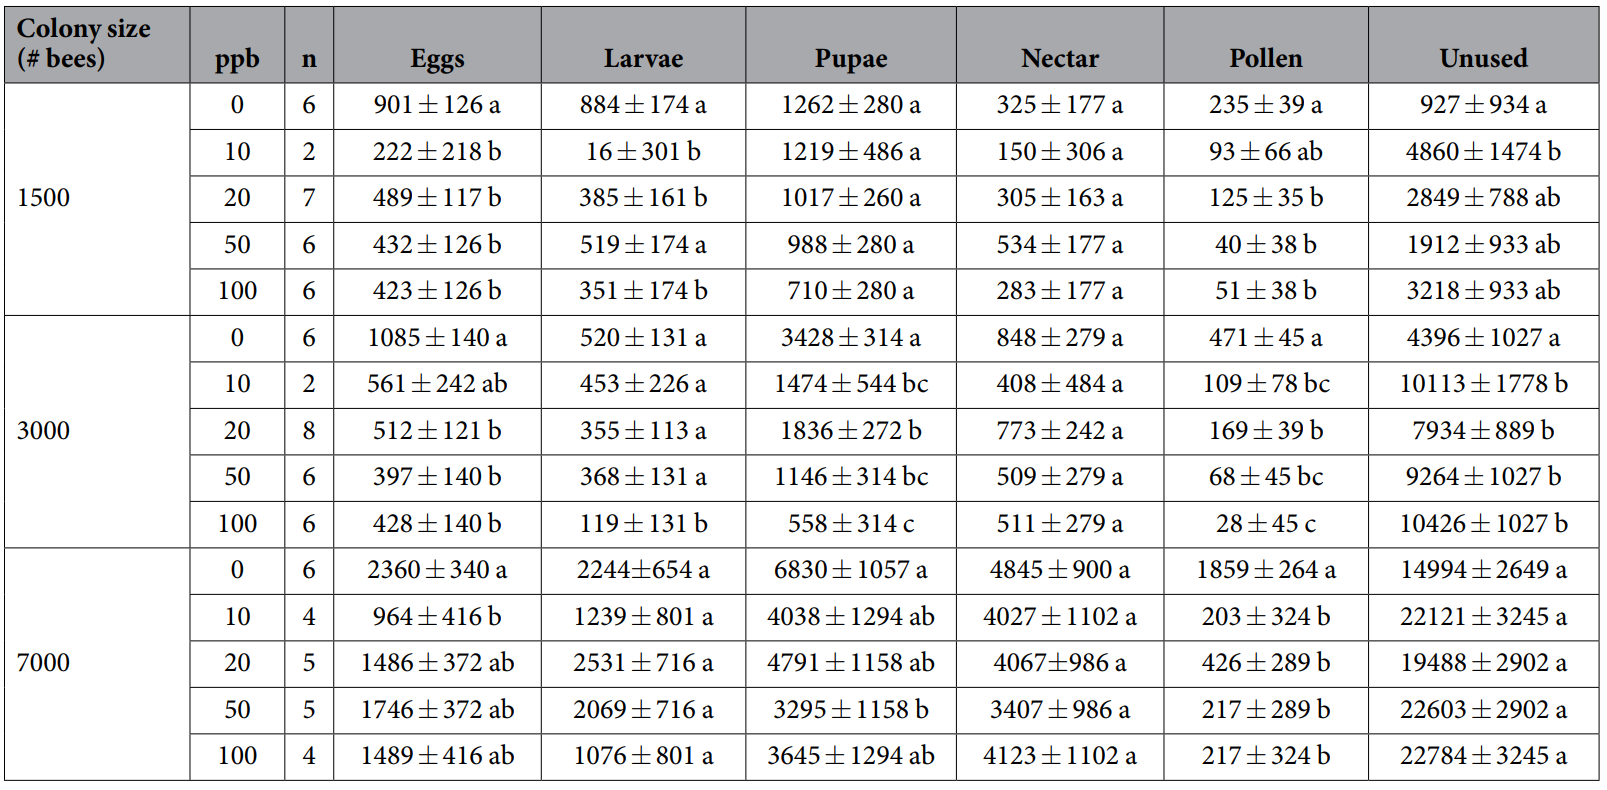 Colony size (# bees) ppb n Eggs Larvae Pupae Nectar Pollen Unused
1500 0 6 901 ± 126 a 884 ± 174 a 1262 ± 280 a 325 ± 177 a 235 ± 39 a 927 ± 934 a
10 2 222 ± 218 b 16 ± 301 b 1219 ± 486 a 150 ± 306 a 93 ± 66 ab 4860 ± 1474 b
20 7 489 ± 117 b 385 ± 161 b 1017 ± 260 a 305 ± 163 a 125 ± 35 b 2849 ± 788 ab
50 6 432 ± 126 b 519 ± 174 a 988 ± 280 a 534 ± 177 a 40 ± 38 b 1912 ± 933 ab
100 6 423 ± 126 b 351 ± 174 b 710 ± 280 a 283 ± 177 a 51 ± 38 b 3218 ± 933 ab
3000 0 6 1085 ± 140 a 520 ± 131 a 3428 ± 314 a 848 ± 279 a 471 ± 45 a 4396 ± 1027 a
10 2 561 ± 242 ab 453 ± 226 a 1474 ± 544 bc 408 ± 484 a 109 ± 78 bc 10113 ± 1778 b
20 8 512 ± 121 b 355 ± 113 a 1836 ± 272 b 773 ± 242 a 169 ± 39 b 7934 ± 889 b
50 6 397 ± 140 b 368 ± 131 a 1146 ± 314 bc 509 ± 279 a 68 ± 45 bc 9264 ± 1027 b
100 6 428 ± 140 b 119 ± 131 b 558 ± 314 c 511 ± 279 a 28 ± 45 c 10426 ± 1027 b
7000 0 6 2360 ± 340 a 2244±654 a 6830 ± 1057 a 4845 ± 900 a 1859 ± 264 a 14994 ± 2649 a
10 4 964 ± 416 b 1239 ± 801 a 4038 ± 1294 ab 4027 ± 1102 a 203 ± 324 b 22121 ± 3245 a
20 5 1486 ± 372 ab 2531 ± 716 a 4791 ± 1158 ab 4067±986 a 426 ± 289 b 19488 ± 2902 a
50 5 1746 ± 372 ab 2069 ± 716 a 3295 ± 1158 b 3407 ± 986 a 217 ± 289 b 22603 ± 2902 a
100 4 1489 ± 416 ab 1076 ± 801 a 3645 ± 1294 ab 4123 ± 1102 a 217 ± 324 b 22784 ± 3245 a